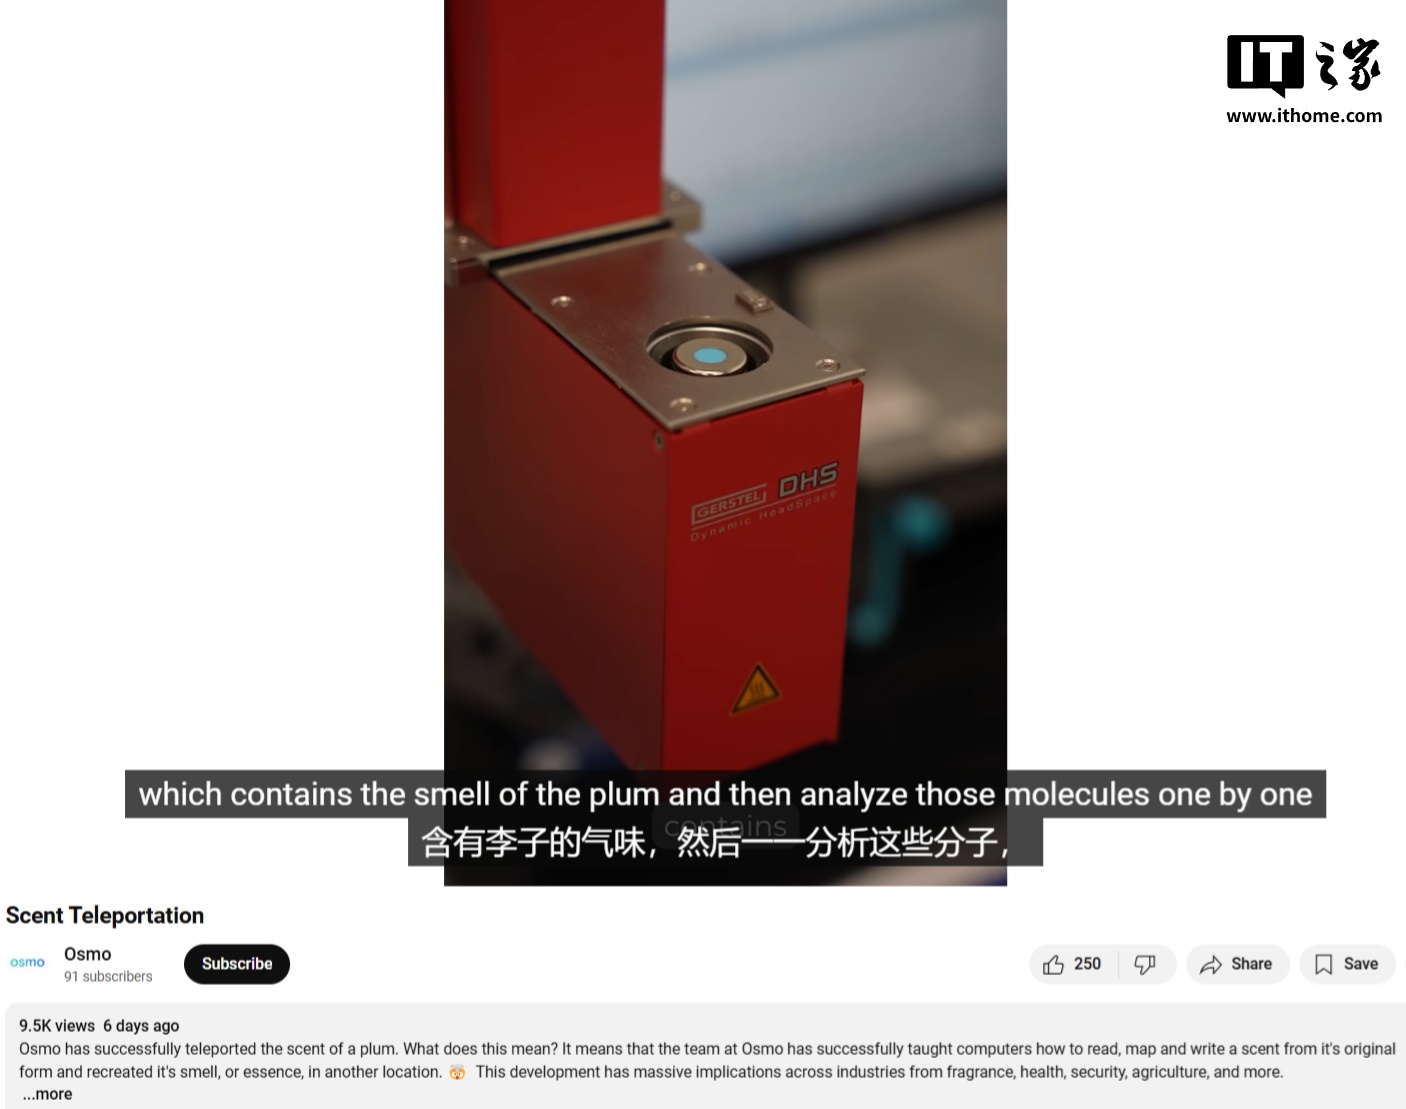 IT之家
www.ithome.com
GERSTEL DHS
Dynamic HeadSpace
which contains the smell of the plum and then analyze those molecules one by one
contains
含有李子的气味，然后——分析这些分子，
Scent Teleportation
osmo
Osmo
91 subscribers
Subscribe
250
Share
Save
9.5K views 6 days ago
Osmo has successfully teleported the scent of a plum. What does this mean? It means that the team at Osmo has successfully taught computers how to read, map and write a scent from it's original
form and recreated it's smell, or essence, in another location. 🤯 This development has massive implications across industries from fragrance, health, security, agriculture, and more.
...more